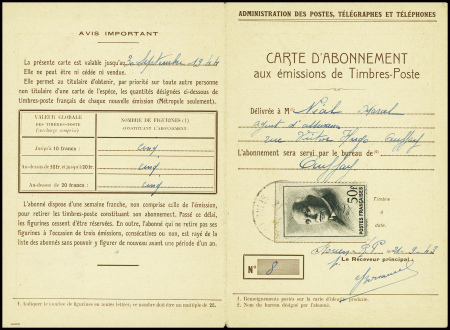 AVIS IMPORTANT
La présente carte est valable jusqu'au 3 Septembre 1944
Elle ne peut être ni cédée ni vendue.
Elle permet au titulaire d'obtenir, par priorité sur toute autre personne
non titulaire d'une carte de l'espèce, les quantités désignées ci-dessous de
timbres-poste français de chaque nouvelle émission (Métropole seulement).
VALEUR GLOBALE
DES TIMBRES-POSTE
(surcharge comprise)
NOMBRE DE FIGURINES (1)
CONSTITUANT L'ABONNEMENT
Jusqu'à 10 francs : cinq
Au-dessus de 10 fr. et jusqu'à 20 fr. cinq
Au-dessus de 20 francs : cinq
L'abonné dispose d'une semaine franche, non comprise celle de l'émission,
pour retirer les timbres-poste constituant son abonnement. Passé ce délai, les
figurines cessent d'être réservées. En outre, l'abonné qui ne retire pas ses
figurines à l'occasion de trois émissions, consécutives ou non, est rayé de la
liste des abonnés sans pouvoir y figurer de nouveau avant une période d'un an.
1. Indiquer le nombre de figurines en toutes lettres, ce nombre doit être un multiple de
ADMINISTRATION DES POSTES, TÉLÉGRAPHES ET TÉLÉPHONES
CARTE D'ABONNEMENT
aux émissions de Timbres-Poste
Délivrée à M
rue Victor Hugo Auffay
L'abonnement sera servi par le bureau de
Auffay
50F
POSTES FRANÇAISES
Timbre
à
date.
Rouen R.P.
Le Receveur principal,
N° 8
1. Renseignements portés sur la carte d'identité produite.
2. Nom du bureau désigné par l'abonné.